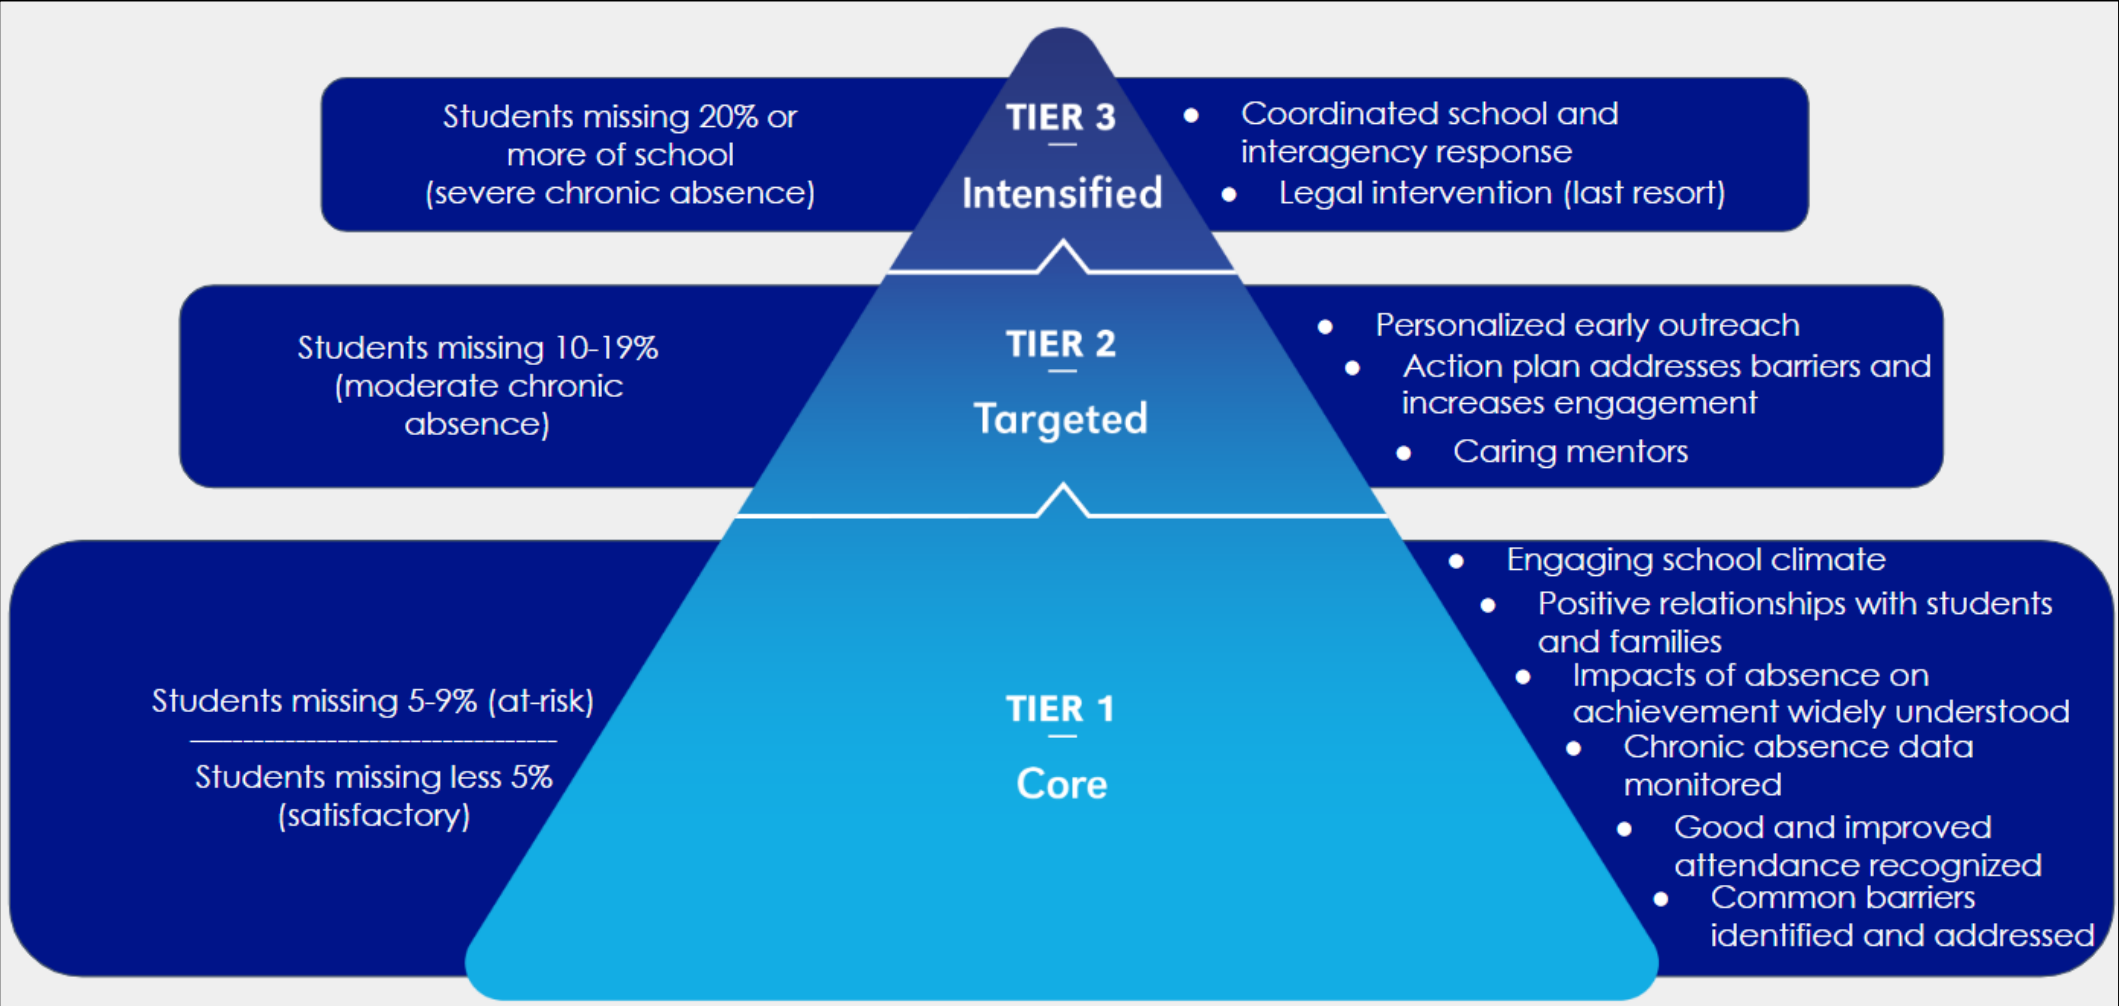 Students missing 20% or
more of school
(severe chronic absence)
TIER 3
Intensified
● Coordinated school and
interagency response
● Legal intervention (last resort)
Students missing 10-19%
(moderate chronic
absence)
TIER 2
Targeted
● Personalized early outreach
● Action plan addresses barriers and
increases engagement
● Caring mentors
Students missing 5-9% (at-risk)
Students missing less 5%
(satisfactory)
TIER 1
Core
● Engaging school climate
● Positive relationships with students
and families
● Impacts of absence on
achievement widely understood
● Chronic absence data
monitored
● Good and improved
attendance recognized
● Common barriers
identified and addressed